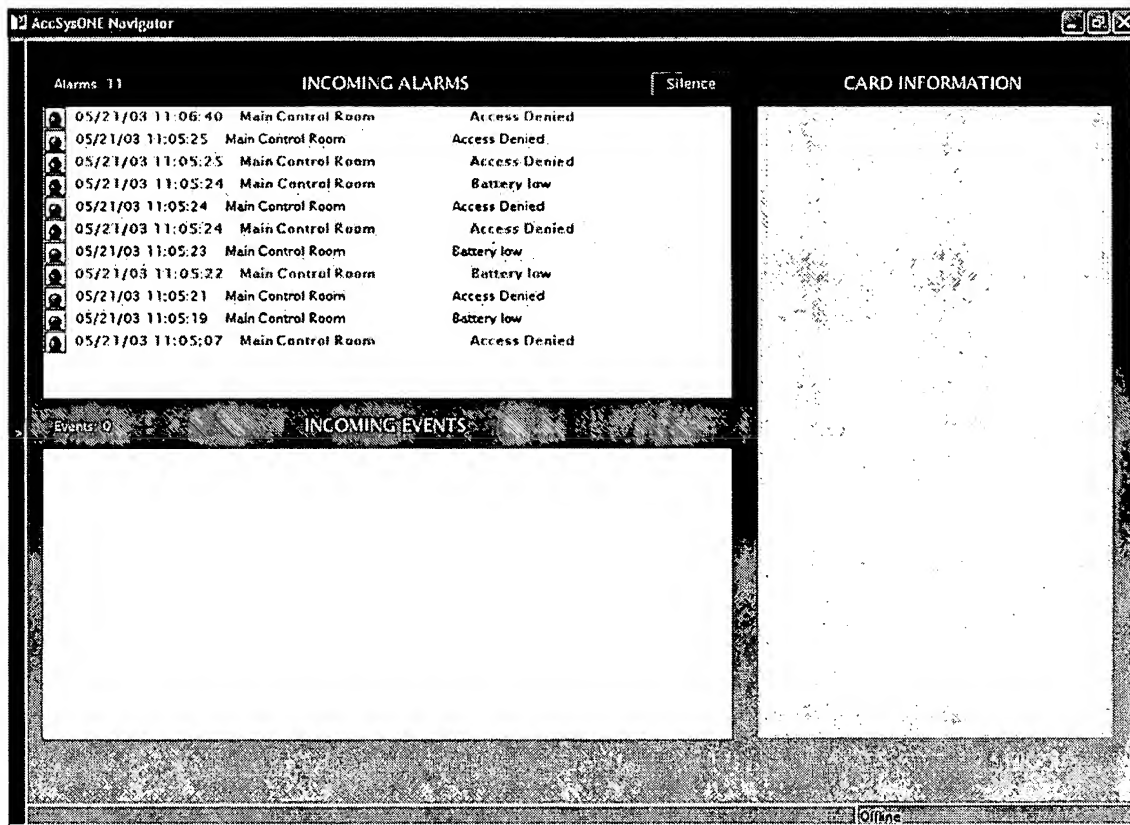 AccSysONE Navigator
Alarms: 11 INCOMING ALARMS Silence CARD INFORMATION
05/21/03 11:06:40 Main Control Room Access Denied
05/21/03 11:05:25 Main Control Room Access Denied
05/21/03 11:05:25 Main Control Room Access Denied
05/21/03 11:05:24 Main Control Room Battery low
05/21/03 11:05:24 Main Control Room Access Denied
05/21/03 11:05:24 Main Control Room Access Denied
05/21/03 11:05:23 Main Control Room Battery low
05/21/03 11:05:22 Main Control Room Battery low
05/21/03 11:05:21 Main Control Room Access Denied
05/21/03 11:05:19 Main Control Room Battery low
05/21/03 11:05:07 Main Control Room Access Denied
Events: 0 INCOMING EVENTS
>
Offline